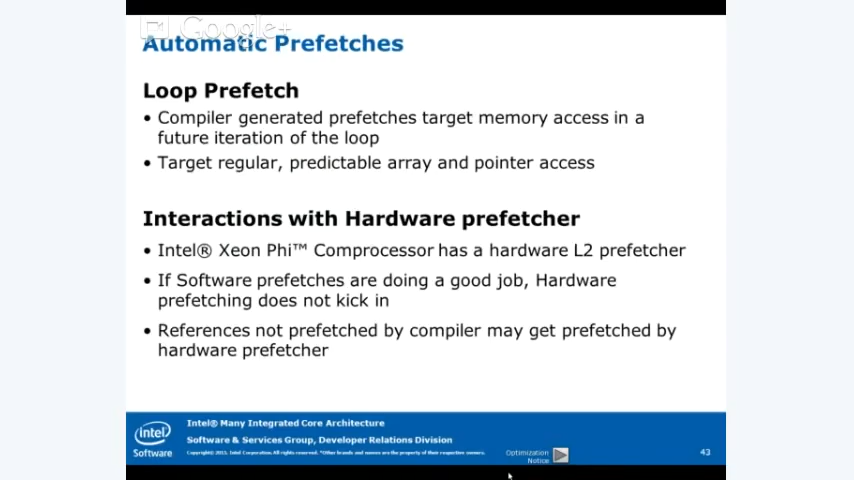 Google+
Automatic Prefetches
Loop Prefetch
• Compiler generated prefetches target memory access in a
future iteration of the loop
• Target regular, predictable array and pointer access
Interactions with Hardware prefetcher
• Intel® Xeon Phi™ Comprocessor has a hardware L2 prefetcher
• If Software prefetches are doing a good job, Hardware
prefetching does not kick in
• References not prefetched by compiler may get prefetched by
hardware prefetcher
Intel® Many Integrated Core Architecture
Software & Services Group, Developer Relations Division
Copyright© 2013, Intel Corporation. All rights reserved. *Other brands and names are the property of their respective owners.
intel
Software
Optimization
Notice
43